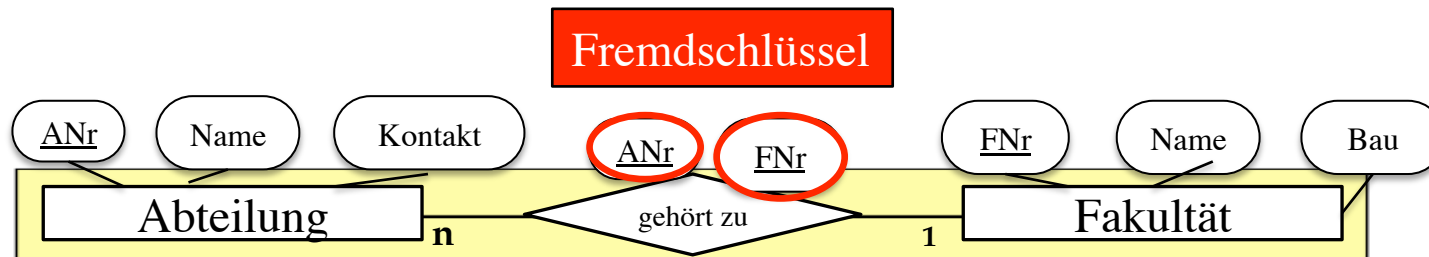 Fremdschlüssel
ANr Name Kontakt ANr FNr FNr Name Bau
Abteilung n gehört zu 1 Fakultät